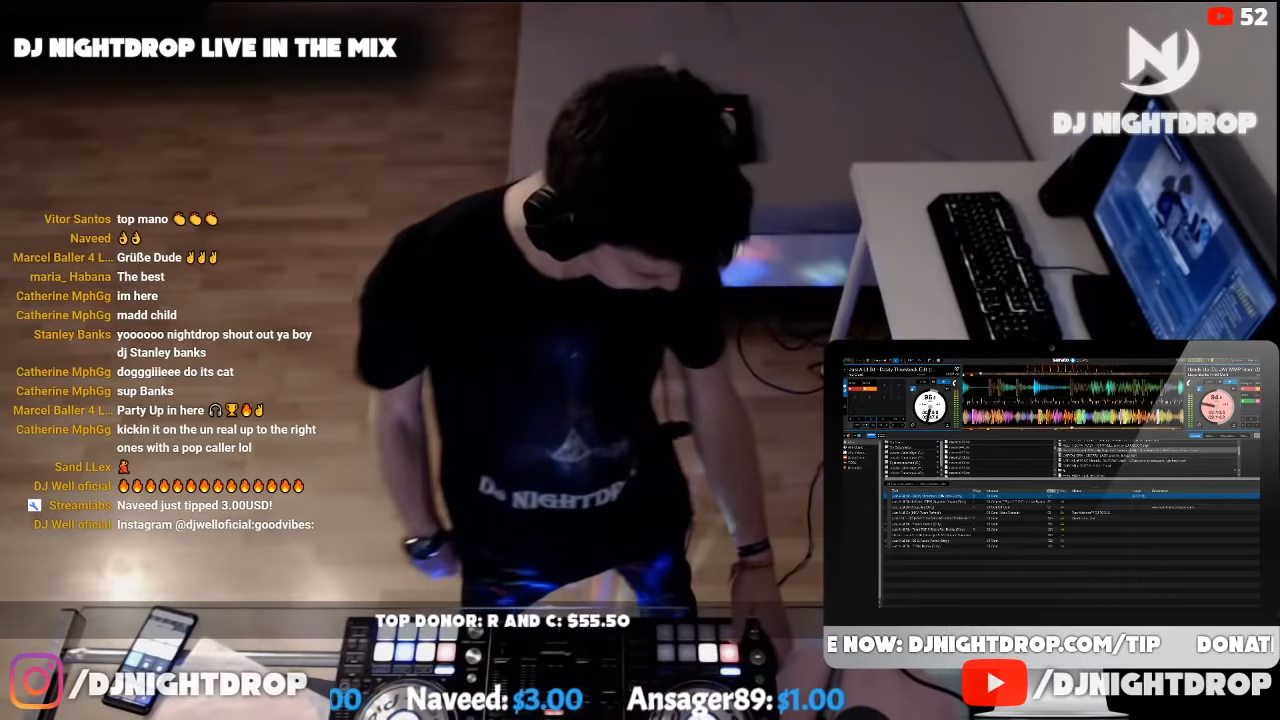 DJ NIGHTDROP LIVE IN THE MIX
52
DJ NIGHTDROP
Vitor Santos top mano 👏👏👏
Naveed 👌👌
Marcel Baller 4 L... Grüße Dude ✌✌✌
maria_ Habana The best
Catherine MphGg im here
Catherine MphGg madd child
Stanley Banks yoooooo nightdrop shout out ya boy
dj Stanley banks
Catherine MphGg dogggiiieee do its cat
Catherine MphGg sup Banks
Marcel Baller 4 L... Party Up in here 🎧🏆🔥✌
Catherine MphGg kickin it on the un real up to the right
ones with a pop caller lol
Sand LLex 💃
DJ Well oficial 🔥🔥🔥🔥🔥🔥🔥🔥🔥🔥🔥🔥🔥🔥
Streamlabs Naveed just tipped 3.00USD!
DJ Well oficial Instagram @djwelloficial:goodvibes:
serato
DJ NIGHTDR
TOP DONOR: R AND C: $55.50
E NOW: DJNIGHTDROP.COM/TIP DONATI
/DJNIGHTDROP
00 Naveed: $3.00 Ansager89: $1.00
/DJNIGHTDROP